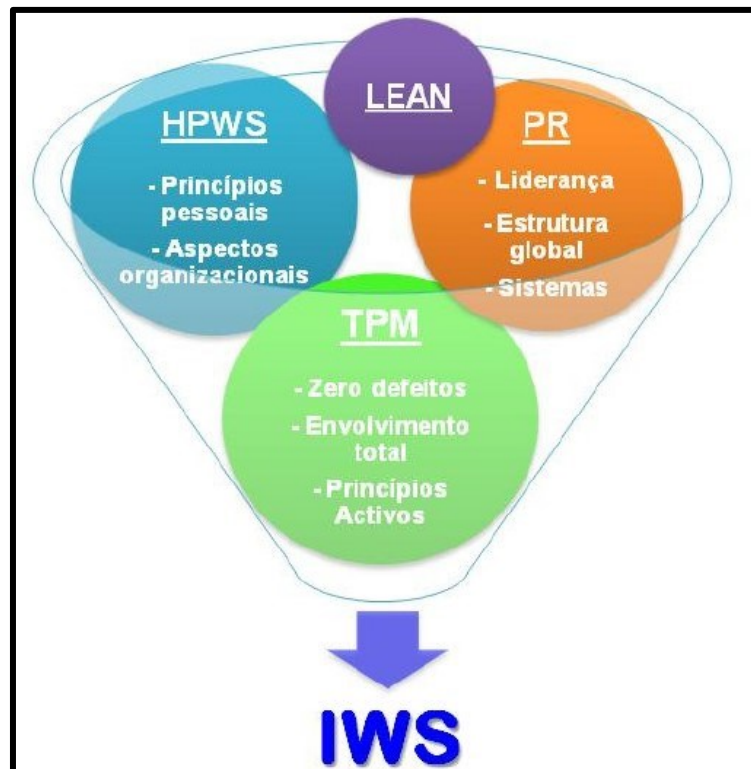 LEAN
HPWS
- Princípios
pessoais
- Aspectos
organizacionais
PR
- Liderança
- Estrutura
global
- Sistemas
TPM
- Zero defeitos
- Envolvimento
total
- Princípios
Activos
IWS